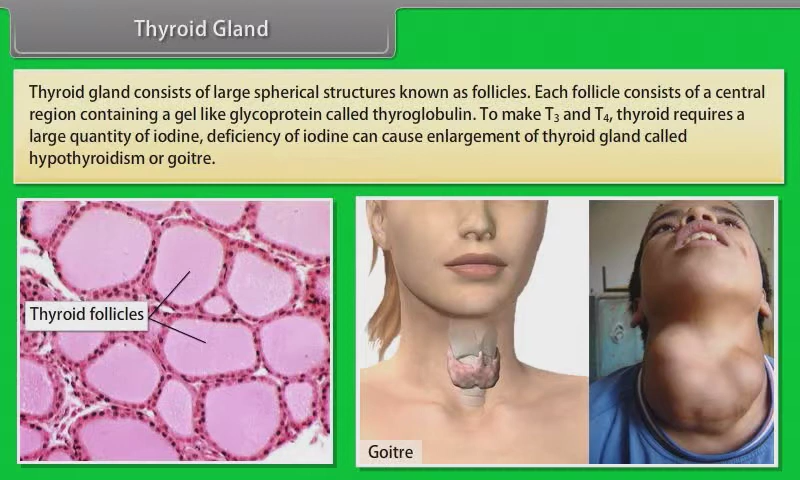 Thyroid Gland
Thyroid gland consists of large spherical structures known as follicles. Each follicle consists of a central
region containing a gel like glycoprotein called thyroglobulin. To make T₃ and T₄, thyroid requires a
large quantity of iodine, deficiency of iodine can cause enlargement of thyroid gland called
hypothyroidism or goitre.
Thyroid follicles
Goitre